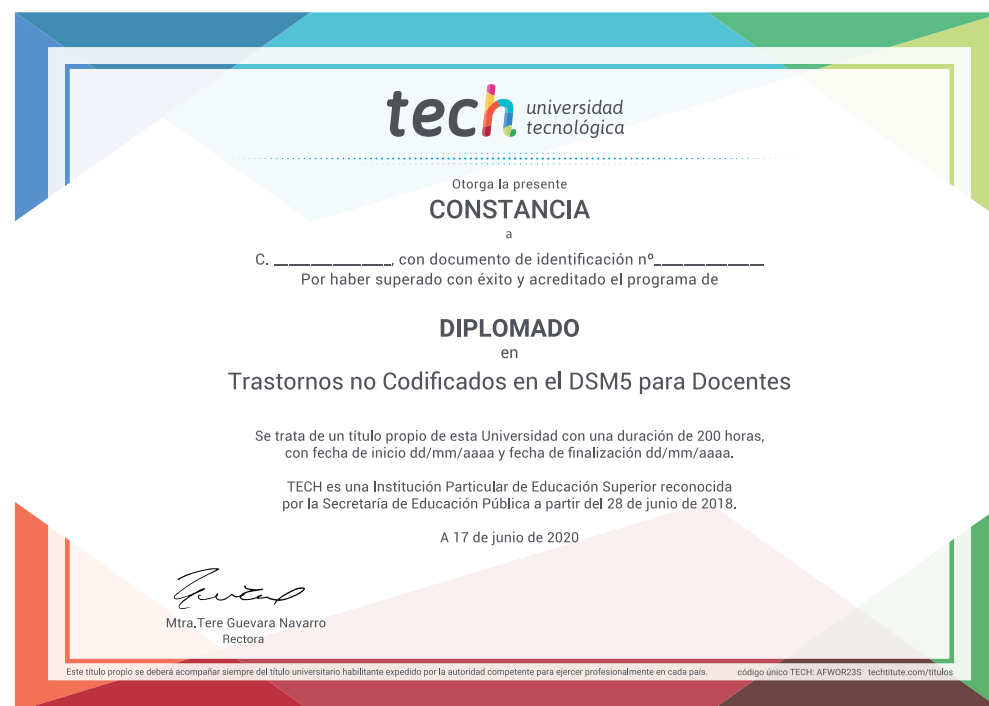 tech universidad
tecnológica
Otorga la presente
CONSTANCIA
a
C. ________________, con documento de identificación nº_______________
Por haber superado con éxito y acreditado el programa de
DIPLOMADO
en
Trastornos no Codificados en el DSM5 para Docentes
Se trata de un título propio de esta Universidad con una duración de 200 horas,
con fecha de inicio dd/mm/aaaa y fecha de finalización dd/mm/aaaa.
TECH es una Institución Particular de Educación Superior reconocida
por la Secretaría de Educación Pública a partir del 28 de junio de 2018.
A 17 de junio de 2020
Mtra.Tere Guevara Navarro
Rectora
Este título propio se deberá acompañar siempre del título universitario habilitante expedido por la autoridad competente para ejercer profesionalmente en cada país. código único TECH: AFWOR23S techtitute.com/titulos